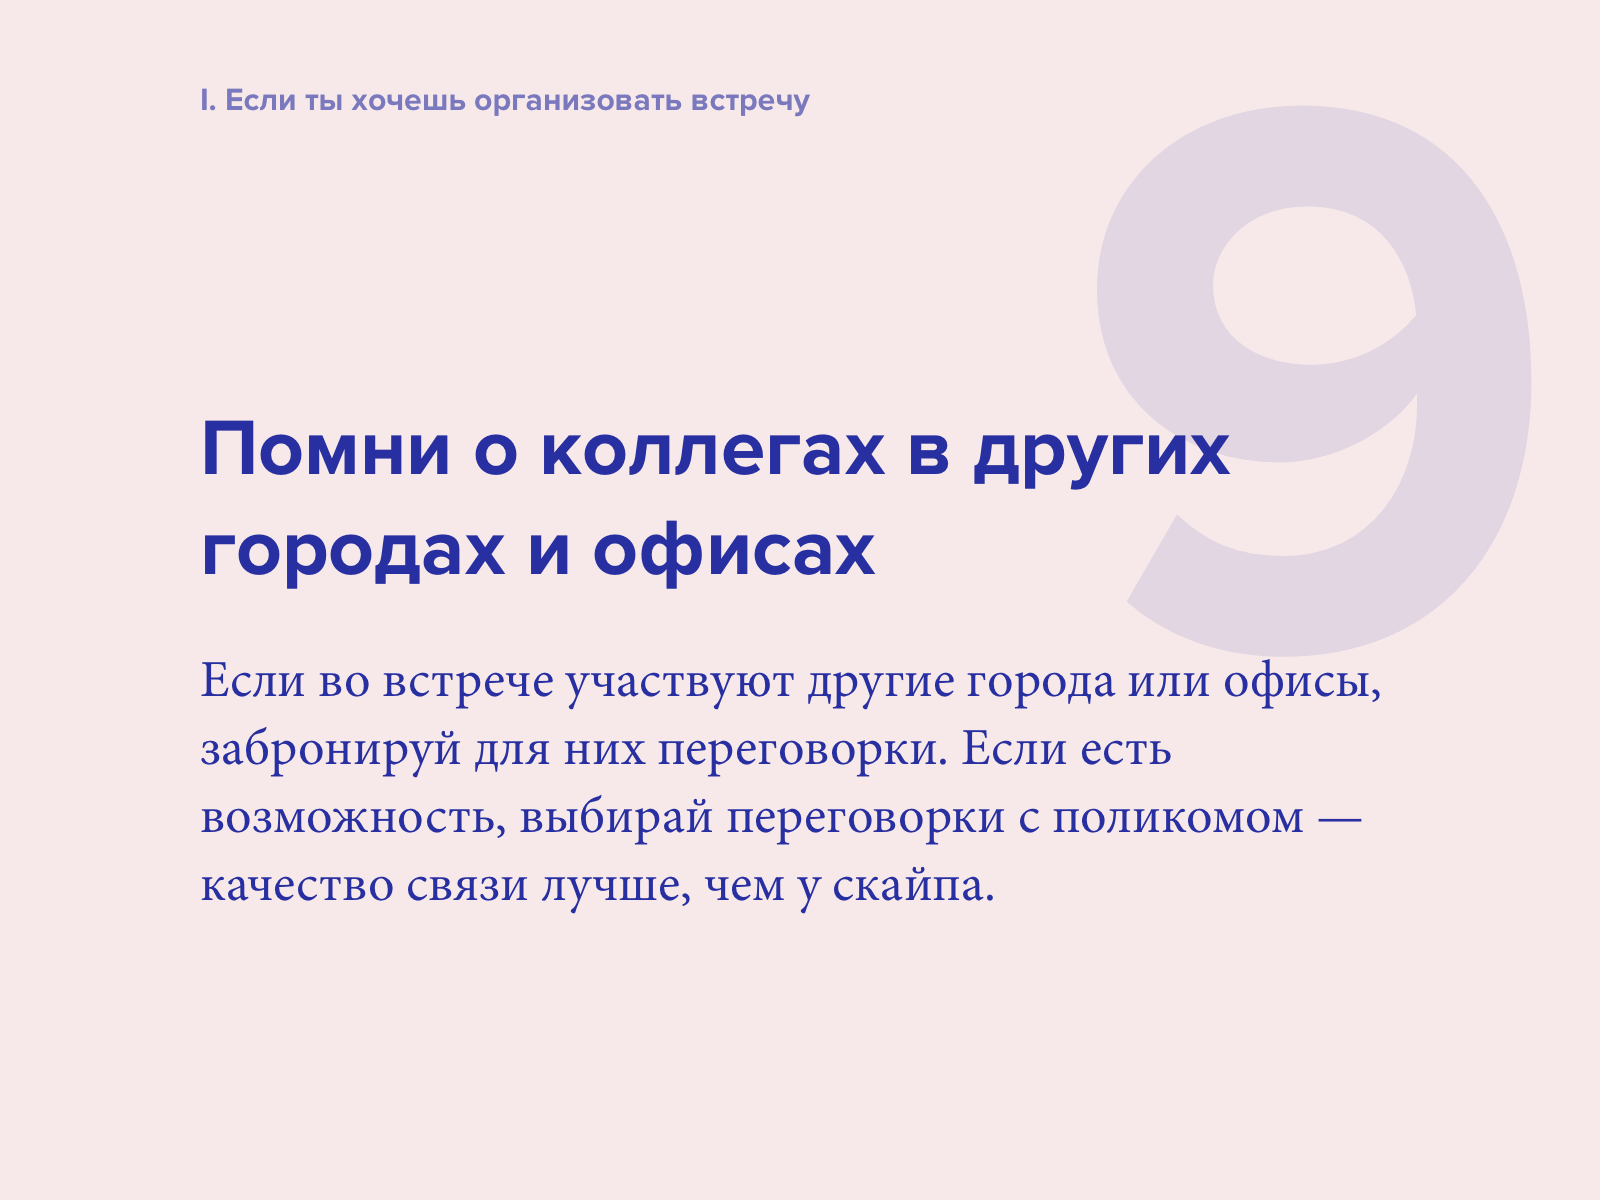 I. Если ты хочешь организовать встречу
9
Помни о коллегах в других
городах и офисах
Если во встрече участвуют другие города или офисы,
забронируй для них переговорки. Если есть
возможность, выбирай переговорки с поликомом —
качество связи лучше, чем у скайпа.